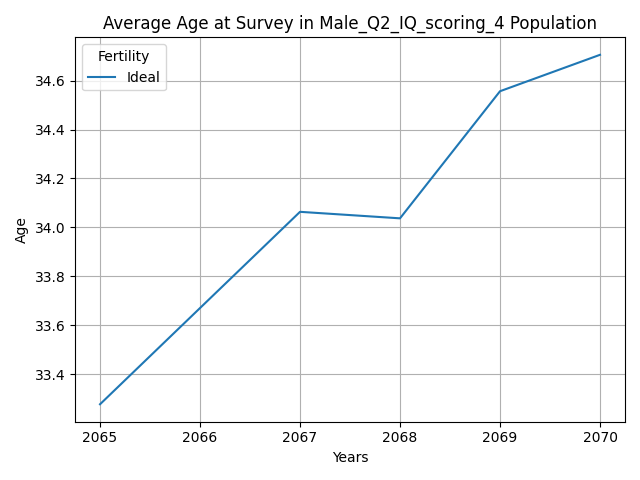 Average Age at Survey in Male_Q2_IQ_scoring_4 Population
Fertility
Ideal
34.6
34.4
34.2
34.0
33.8
33.6
33.4
Age
2065 2066 2067 2068 2069 2070
Years